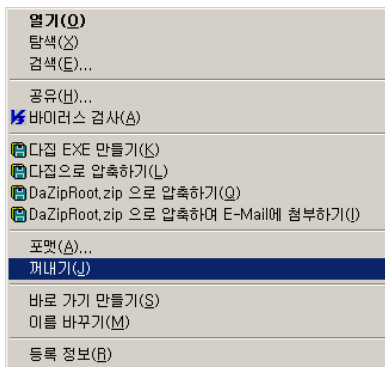 열기(O)
탐색(X)
검색(E)...
공유(H)...
바이러스 검사(A)
다집 EXE 만들기(K)
다집으로 압축하기(L)
DaZipRoot.zip 으로 압축하기(Q)
DaZipRoot.zip 으로 압축하여 E-Mail에 첨부하기(I)
포맷(A)...
꺼내기(J)
바로 가기 만들기(S)
이름 바꾸기(M)
등록 정보(R)